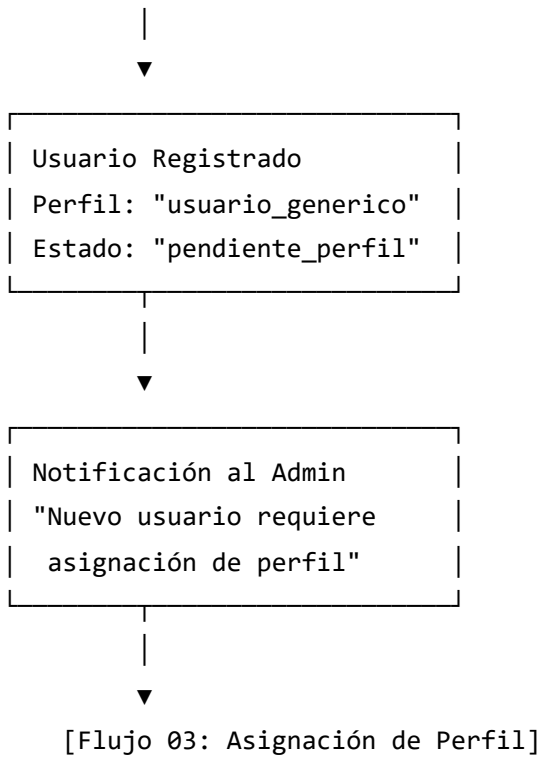 Usuario Registrado
Perfil: "usuario_generico"
Estado: "pendiente_perfil"
Notificación al Admin
"Nuevo usuario requiere
asignación de perfil"
[Flujo 03: Asignación de Perfil]